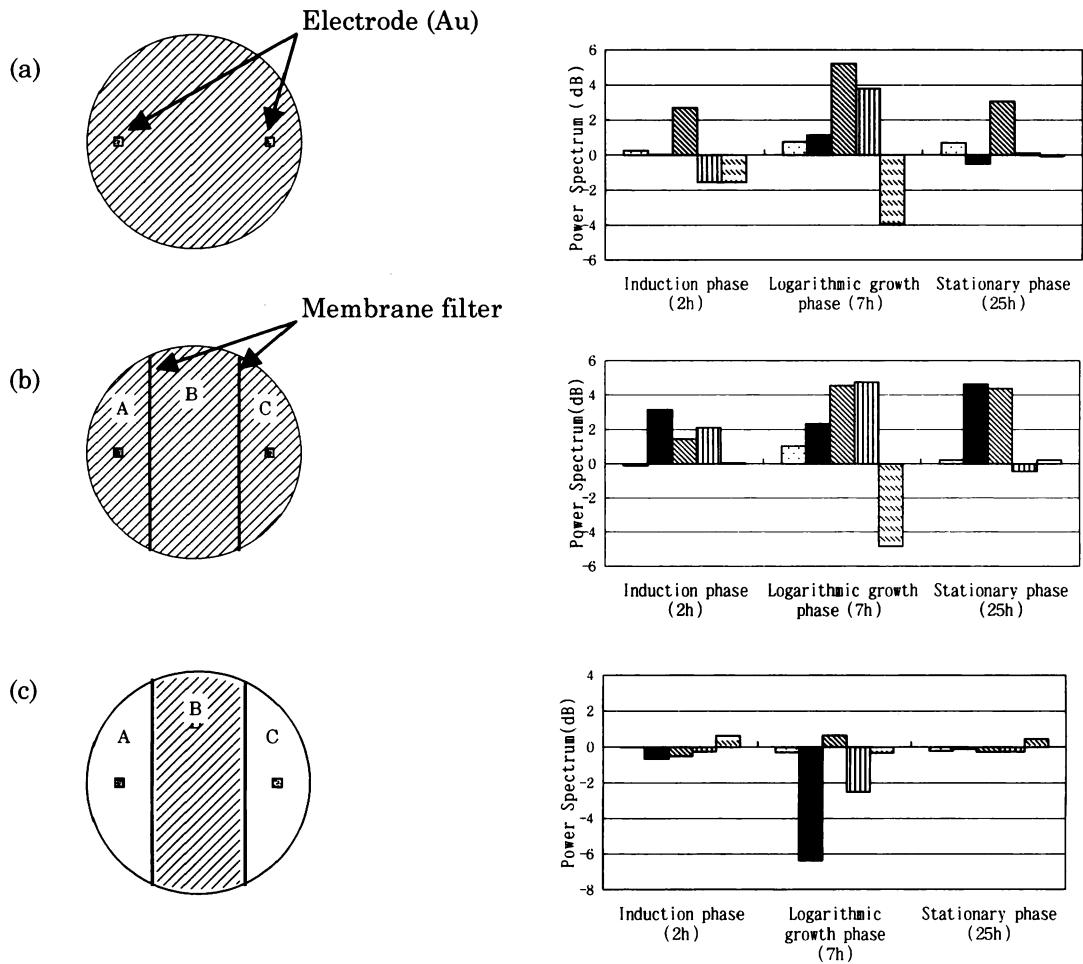 Electrode (Au)
(a)
Power Spectrum (dB)
6
4
2
0
-2
-4
-6
Induction phase
(2h)
Logarithmic growth
phase (7h)
Stationary phase
(25h)
Membrane filter
(b)
A
B
C
Power Spectrum(dB)
6
4
2
0
-2
-4
-6
Induction phase
(2h)
Logarithmic growth
phase (7h)
Stationary phase
(25h)
(c)
A
B
C
Power Spectrum(dB)
4
2
0
-2
-4
-6
-8
Induction phase
(2h)
Logarithmic
growth phase
(7h)
Stationary phase
(25h)